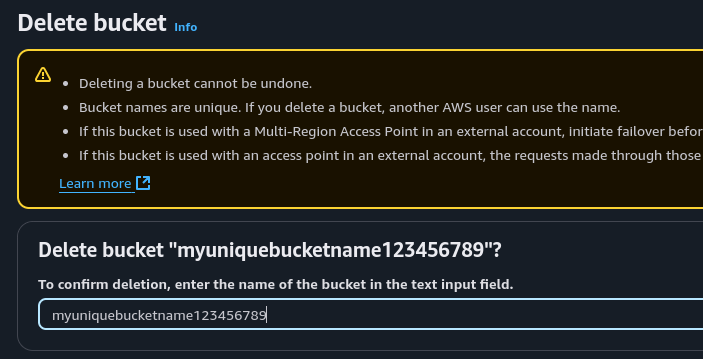 Delete bucket Info
Deleting a bucket cannot be undone.
Bucket names are unique. If you delete a bucket, another AWS user can use the name.
If this bucket is used with a Multi-Region Access Point in an external account, initiate failover
If this bucket is used with an access point in an external account, the requests made through those
Learn more
Delete bucket "myuniquebucketname123456789"?
To confirm deletion, enter the name of the bucket in the text input field.
myuniquebucketname123456789